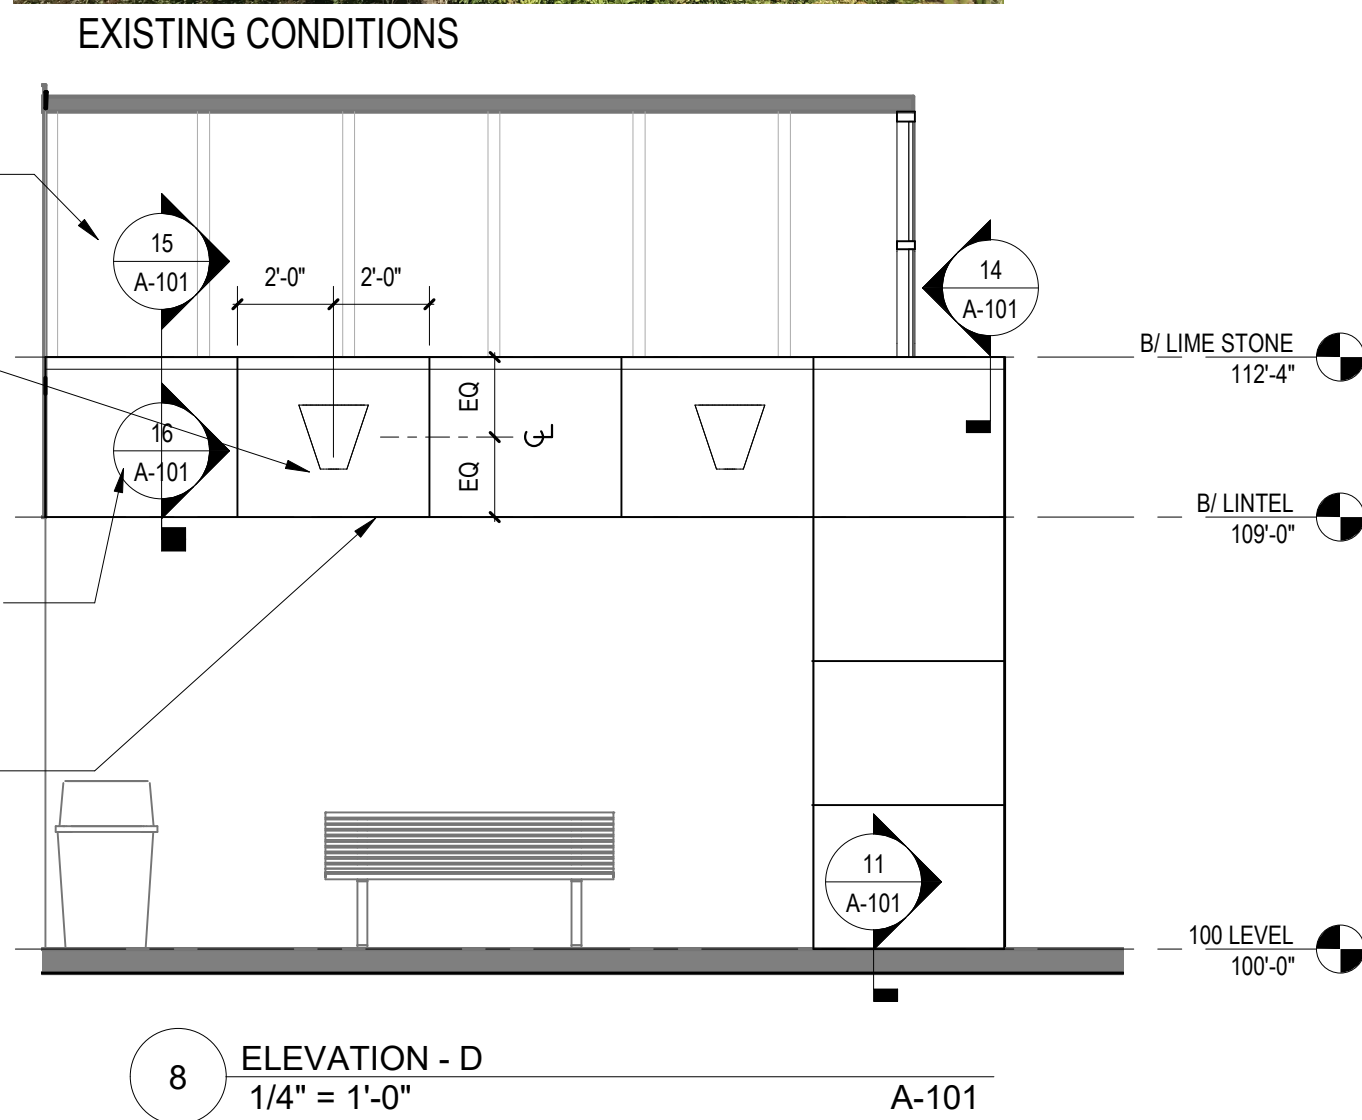 EXISTING CONDITIONS
15
A-101
2'-0"
2'-0"
14
A-101
B/ LIME STONE
112'-4"
EQ
16
A-101
EQ
B/ LINTEL
109'-0"
11
A-101
100 LEVEL
100'-0"
8
ELEVATION - D
1/4" = 1'-0"
A-101